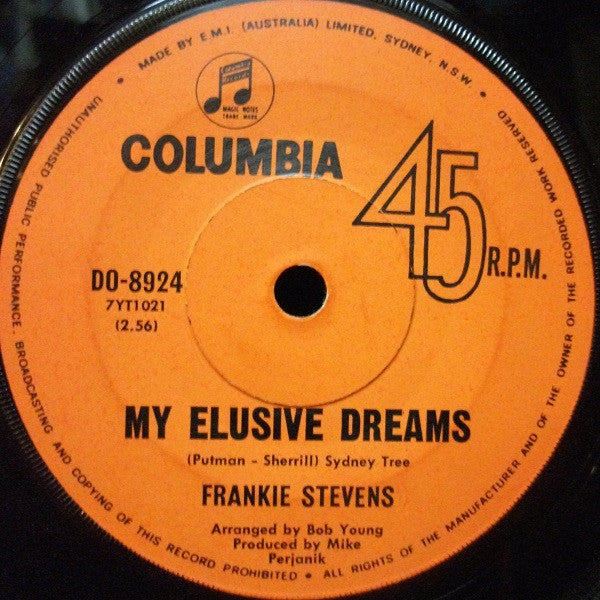 • MADE BY E.M.I. (AUSTRALIA) LIMITED. SYDNEY. N.S.W. •
MAGIC NOTES
TRADE MARK
COLUMBIA
45
R.P.M.
DO-8924
7YT1021
(2.56)
MY ELUSIVE DREAMS
(Putman - Sherrill) Sydney Tree
FRANKIE STEVENS
Arranged by Bob Young
Produced by Mike
Perjanik
UNAUTHORISED PUBLIC PERFORMANCE. BROADCASTING AND COPYING OF THIS RECORD PROHIBITED • ALL RIGHTS OF THE MANUFACTURER AND OF THE OWNER OF THE RECORDED WORK RESERVED